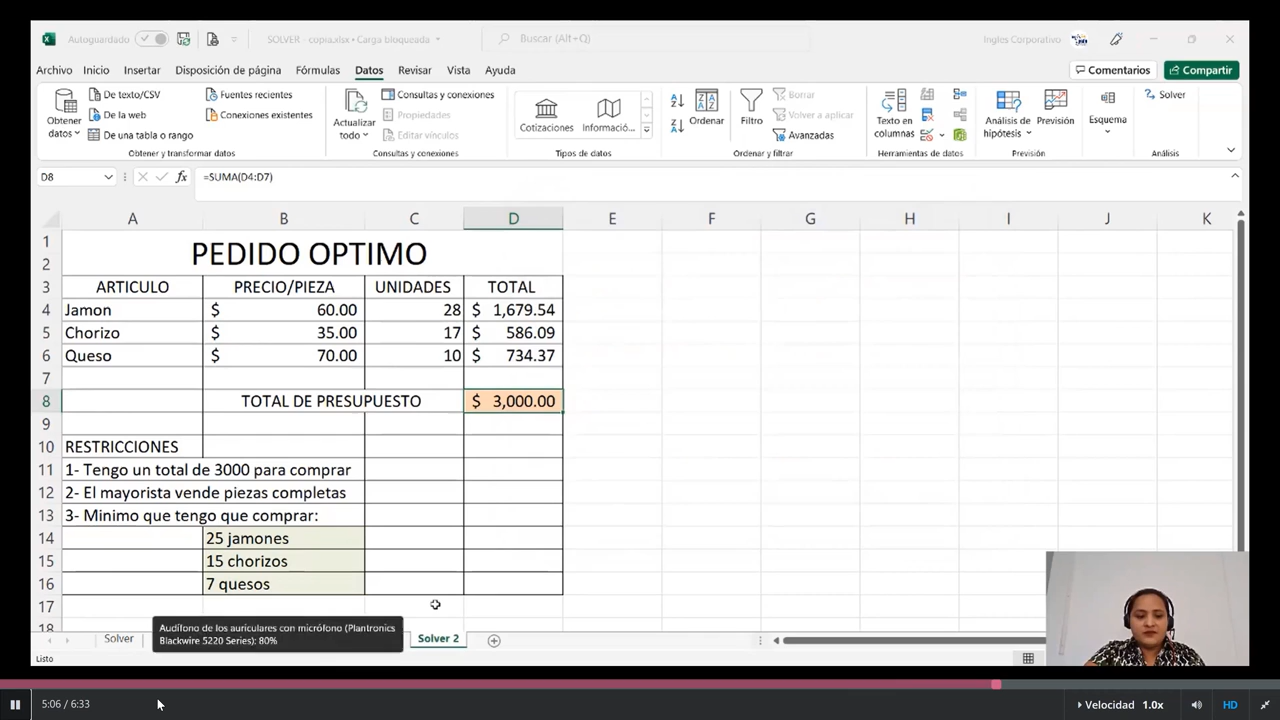 Autoguardado
SOLVER - copia.xlsx • Carga bloqueada
Buscar (Alt+Q)
Ingles Corporativo
Archivo Inicio Insertar Disposición de página Fórmulas Datos Revisar Vista Ayuda
Comentarios Compartir
Obtener datos
De texto/CSV
De la web
De una tabla o rango
Fuentes recientes
Conexiones existentes
Obtener y transformar datos
Actualizar todo
Consultas y conexiones
Propiedades
Editar vínculos
Consultas y conexiones
Cotizaciones Informació...
Tipos de datos
Ordenar
Filtro
Borrar
Volver a aplicar
Avanzadas
Ordenar y filtrar
Texto en columnas
Herramientas de datos
Análisis de hipótesis
Previsión
Previsión
Esquema
Solver
Análisis
D8 fx =SUMA(D4:D7)
A B C D E F G H I J K
1
2 PEDIDO OPTIMO
3 ARTICULO PRECIO/PIEZA UNIDADES TOTAL
4 Jamon $ 60.00 28 $ 1,679.54
5 Chorizo $ 35.00 17 $ 586.09
6 Queso $ 70.00 10 $ 734.37
7
8 TOTAL DE PRESUPUESTO $ 3,000.00
9
10 RESTRICCIONES
11 1- Tengo un total de 3000 para comprar
12 2- El mayorista vende piezas completas
13 3- Minimo que tengo que comprar:
14 25 jamones
15 15 chorizos
16 7 quesos
17
18
Audífono de los auriculares con micrófono (Plantronics
Blackwire 5220 Series): 80%
Solver Solver 2
Listo
5:06 / 6:33 Velocidad 1.0x HD